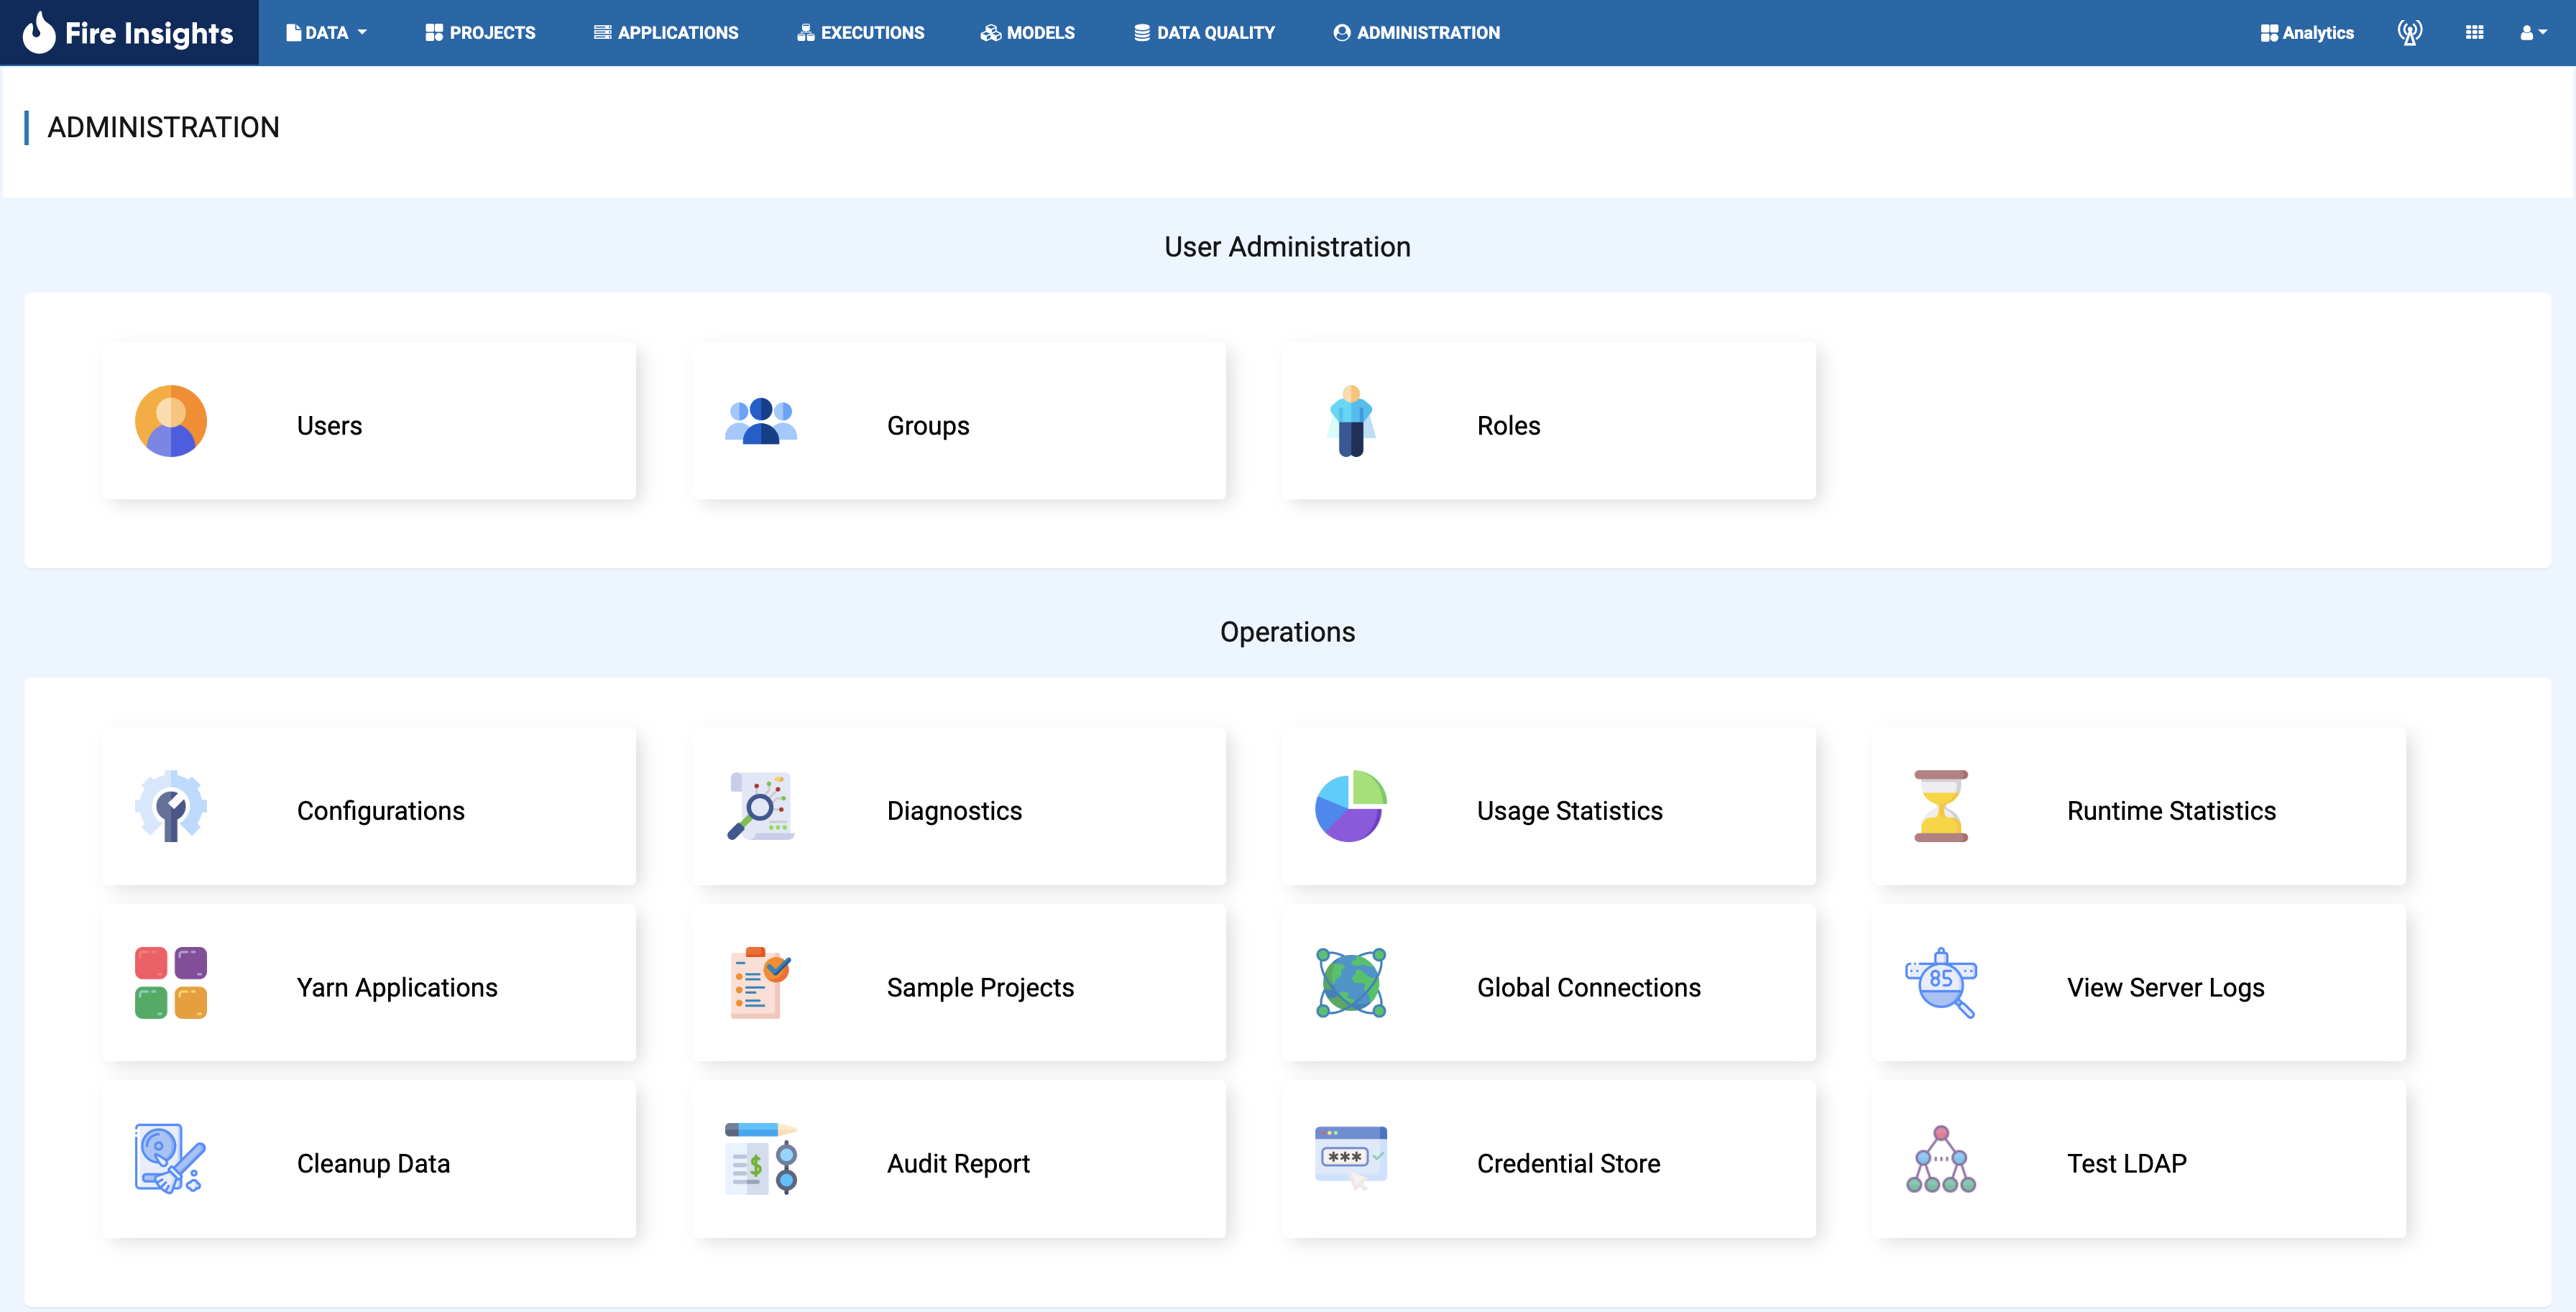 Fire Insights
DATA PROJECTS APPLICATIONS EXECUTIONS MODELS DATA QUALITY ADMINISTRATION Analytics
ADMINISTRATION
User Administration
Users Groups Roles
Operations
Configurations Diagnostics Usage Statistics Runtime Statistics
Yarn Applications Sample Projects Global Connections 85 View Server Logs
Cleanup Data $ Audit Report *** Credential Store Test LDAP